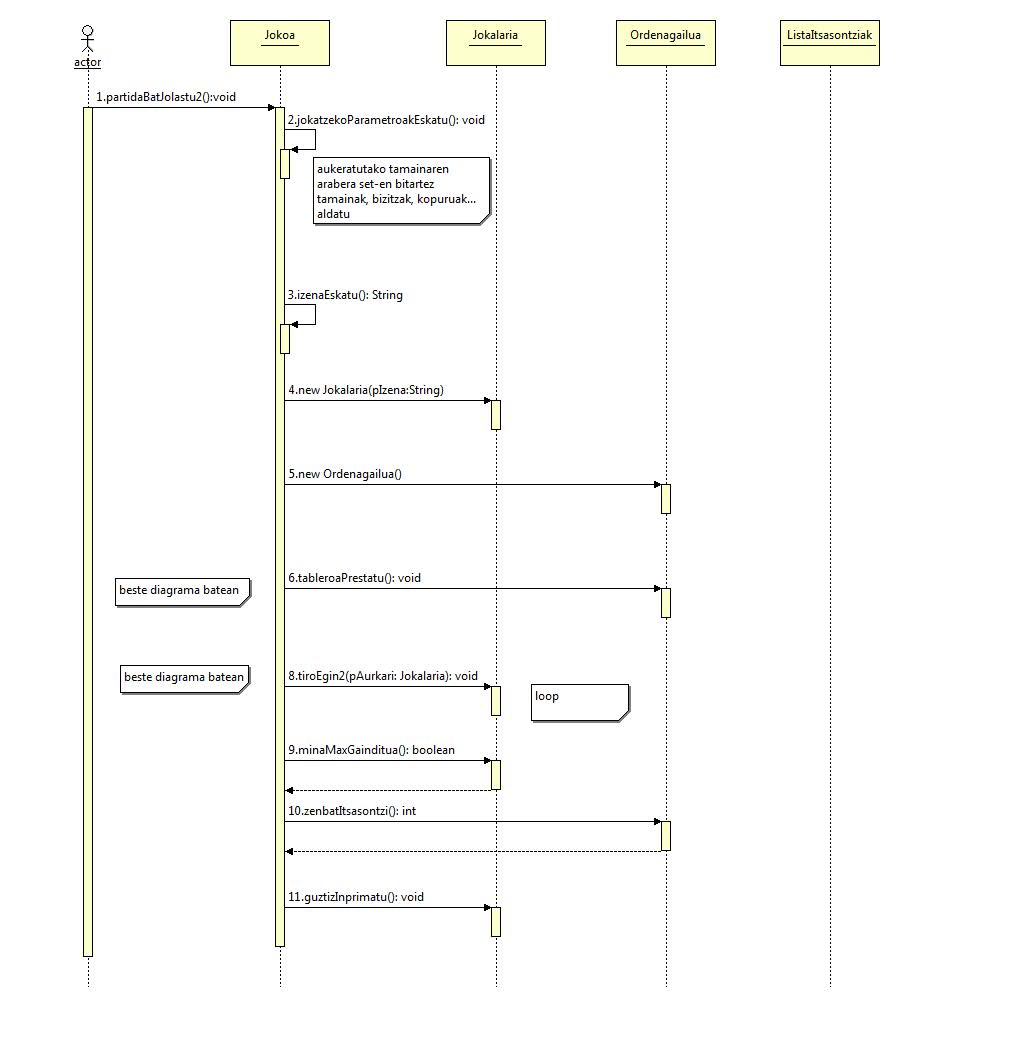 actor
Jokoa
Jokalaria
Ordenagailua
ListaItsasontziak
1.partidaBatJolastu2():void
2.jokatzekoParametroakEskatu(): void
aukeratutako tamainaren
arabera set-en bitartez
tamainak, bizitzak, kopuruak...
aldatu
3.izenaEskatu(): String
4.new Jokalaria(pIzena:String)
5.new Ordenagailua()
6.tableroaPrestatu(): void
beste diagrama batean
8.tiroEgin2(pAurkari: Jokalaria): void
beste diagrama batean
loop
9.minaMaxGainditua(): boolean
10.zenbatItsasontzi(): int
11.guztizInprimatu(): void